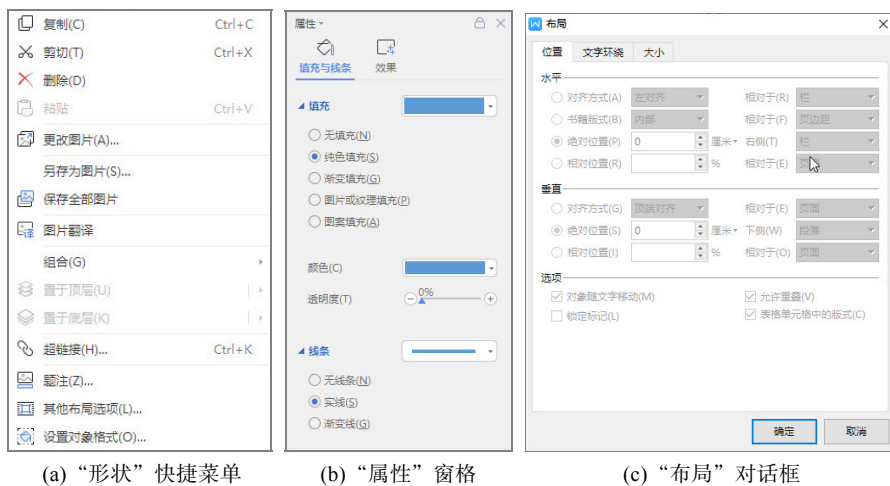 复制(C) Ctrl+C
剪切(T) Ctrl+X
删除(D)
粘贴 Ctrl+V
更改图片(A)...
另存为图片(S)...
保存全部图片
图片翻译
组合(G)
置于顶层(U)
置于底层(K)
超链接(H)... Ctrl+K
题注(Z)...
其他布局选项(L)...
设置对象格式(O)...
(a)“形状”快捷菜单
属性
填充与线条 效果
填充
无填充(N)
纯色填充(S)
渐变填充(G)
图片或纹理填充(P)
图案填充(A)
颜色(C)
透明度(T) 0%
线条
无线条(N)
实线(S)
渐变线(G)
(b)“属性”窗格
布局
位置 文字环绕 大小
水平
对齐方式(A) 左对齐 相对于(R) 栏
书籍版式(B) 内部 相对于(F) 页边距
绝对位置(P) 0 厘米 右侧(T) 栏
相对位置(R) % 相对于(E)
垂直
对齐方式(G) 顶端对齐 相对于(E) 页面
绝对位置(S) 0 厘米 下侧(W) 段落
相对位置(I) % 相对于(O) 页面
选项
对象随文字移动(M) 允许重叠(V)
锁定标记(L) 表格单元格中的版式(C)
确定 取消
(c)“布局”对话框